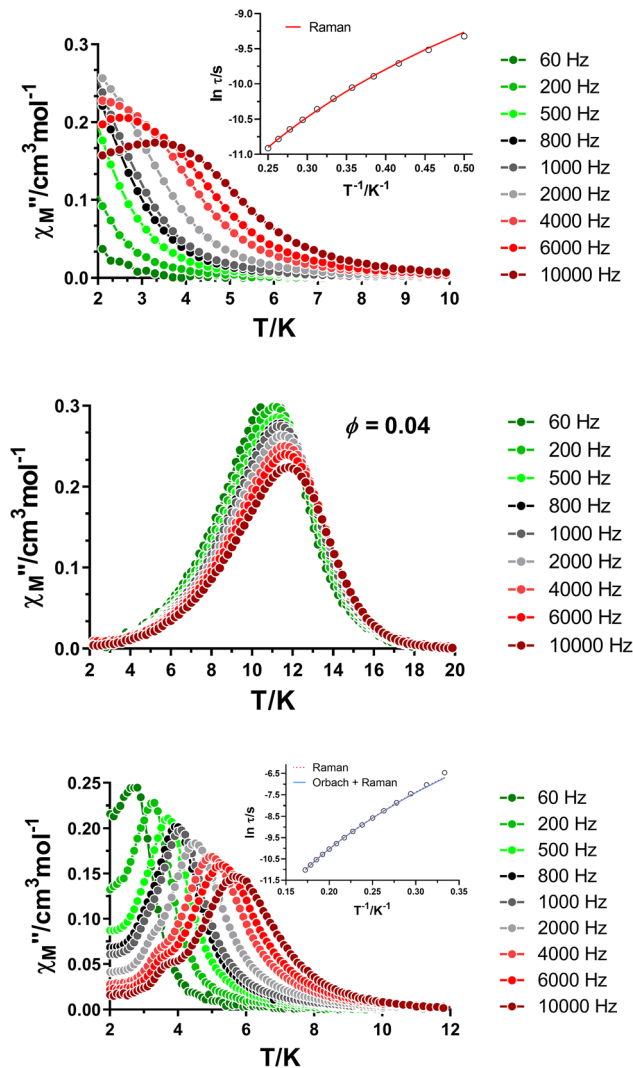 χM''/cm³mol⁻¹
0.3
0.2
0.1
0.0
2 3 4 5 6 7 8 9 10
T/K
ln τ/s
-9.0
-9.5
-10.0
-10.5
-11.0
0.25 0.30 0.35 0.40 0.45 0.50
T⁻¹/K⁻¹
Raman
60 Hz
200 Hz
500 Hz
800 Hz
1000 Hz
2000 Hz
4000 Hz
6000 Hz
10000 Hz
χM''/cm³mol⁻¹
0.3
0.2
0.1
0.0
2 4 6 8 10 12 14 16 18 20
T/K
ϕ = 0.04
60 Hz
200 Hz
500 Hz
800 Hz
1000 Hz
2000 Hz
4000 Hz
6000 Hz
10000 Hz
χM''/cm³mol⁻¹
0.25
0.20
0.15
0.10
0.05
0.00
2 4 6 8 10 12
T/K
ln τ/s
-6.5
-7.5
-8.5
-9.5
-10.5
-11.5
0.15 0.20 0.25 0.30 0.35
T⁻¹/K⁻¹
Raman
Orbach + Raman
60 Hz
200 Hz
500 Hz
800 Hz
1000 Hz
2000 Hz
4000 Hz
6000 Hz
10000 Hz